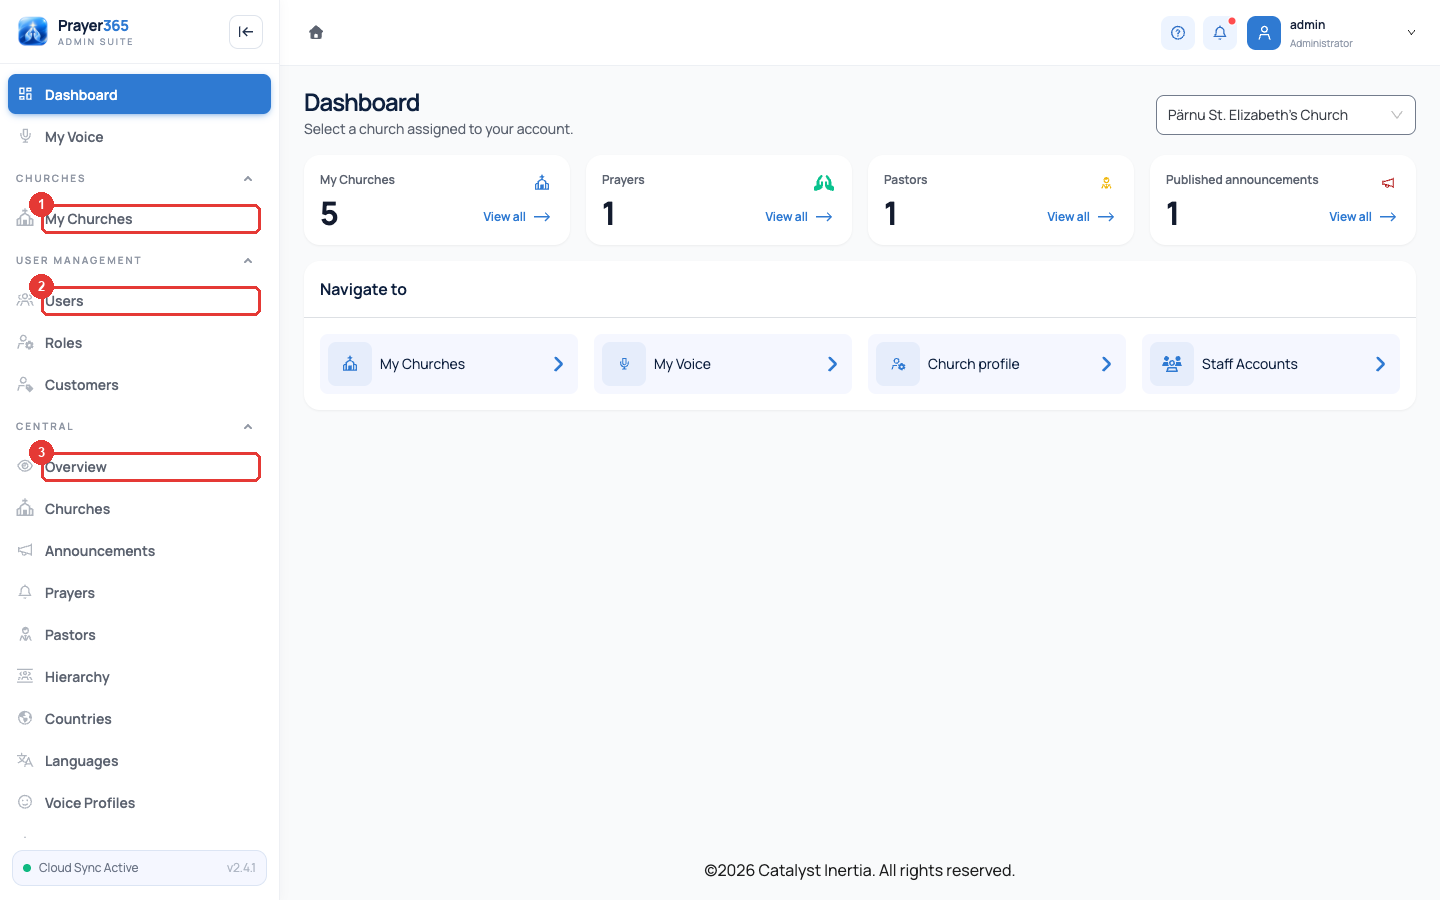 Prayer365
ADMIN SUITE
Dashboard
My Voice
CHURCHES
1
My Churches
USER MANAGEMENT
2
Users
Roles
Customers
CENTRAL
3
Overview
Churches
Announcements
Prayers
Pastors
Hierarchy
Countries
Languages
Voice Profiles
Cloud Sync Active
v2.4.1
admin
Administrator
Dashboard
Select a church assigned to your account.
Pärnu St. Elizabeth's Church
My Churches
5
View all
Prayers
1
View all
Pastors
1
View all
Published announcements
1
View all
Navigate to
My Churches
My Voice
Church profile
Staff Accounts
©2026 Catalyst Inertia. All rights reserved.